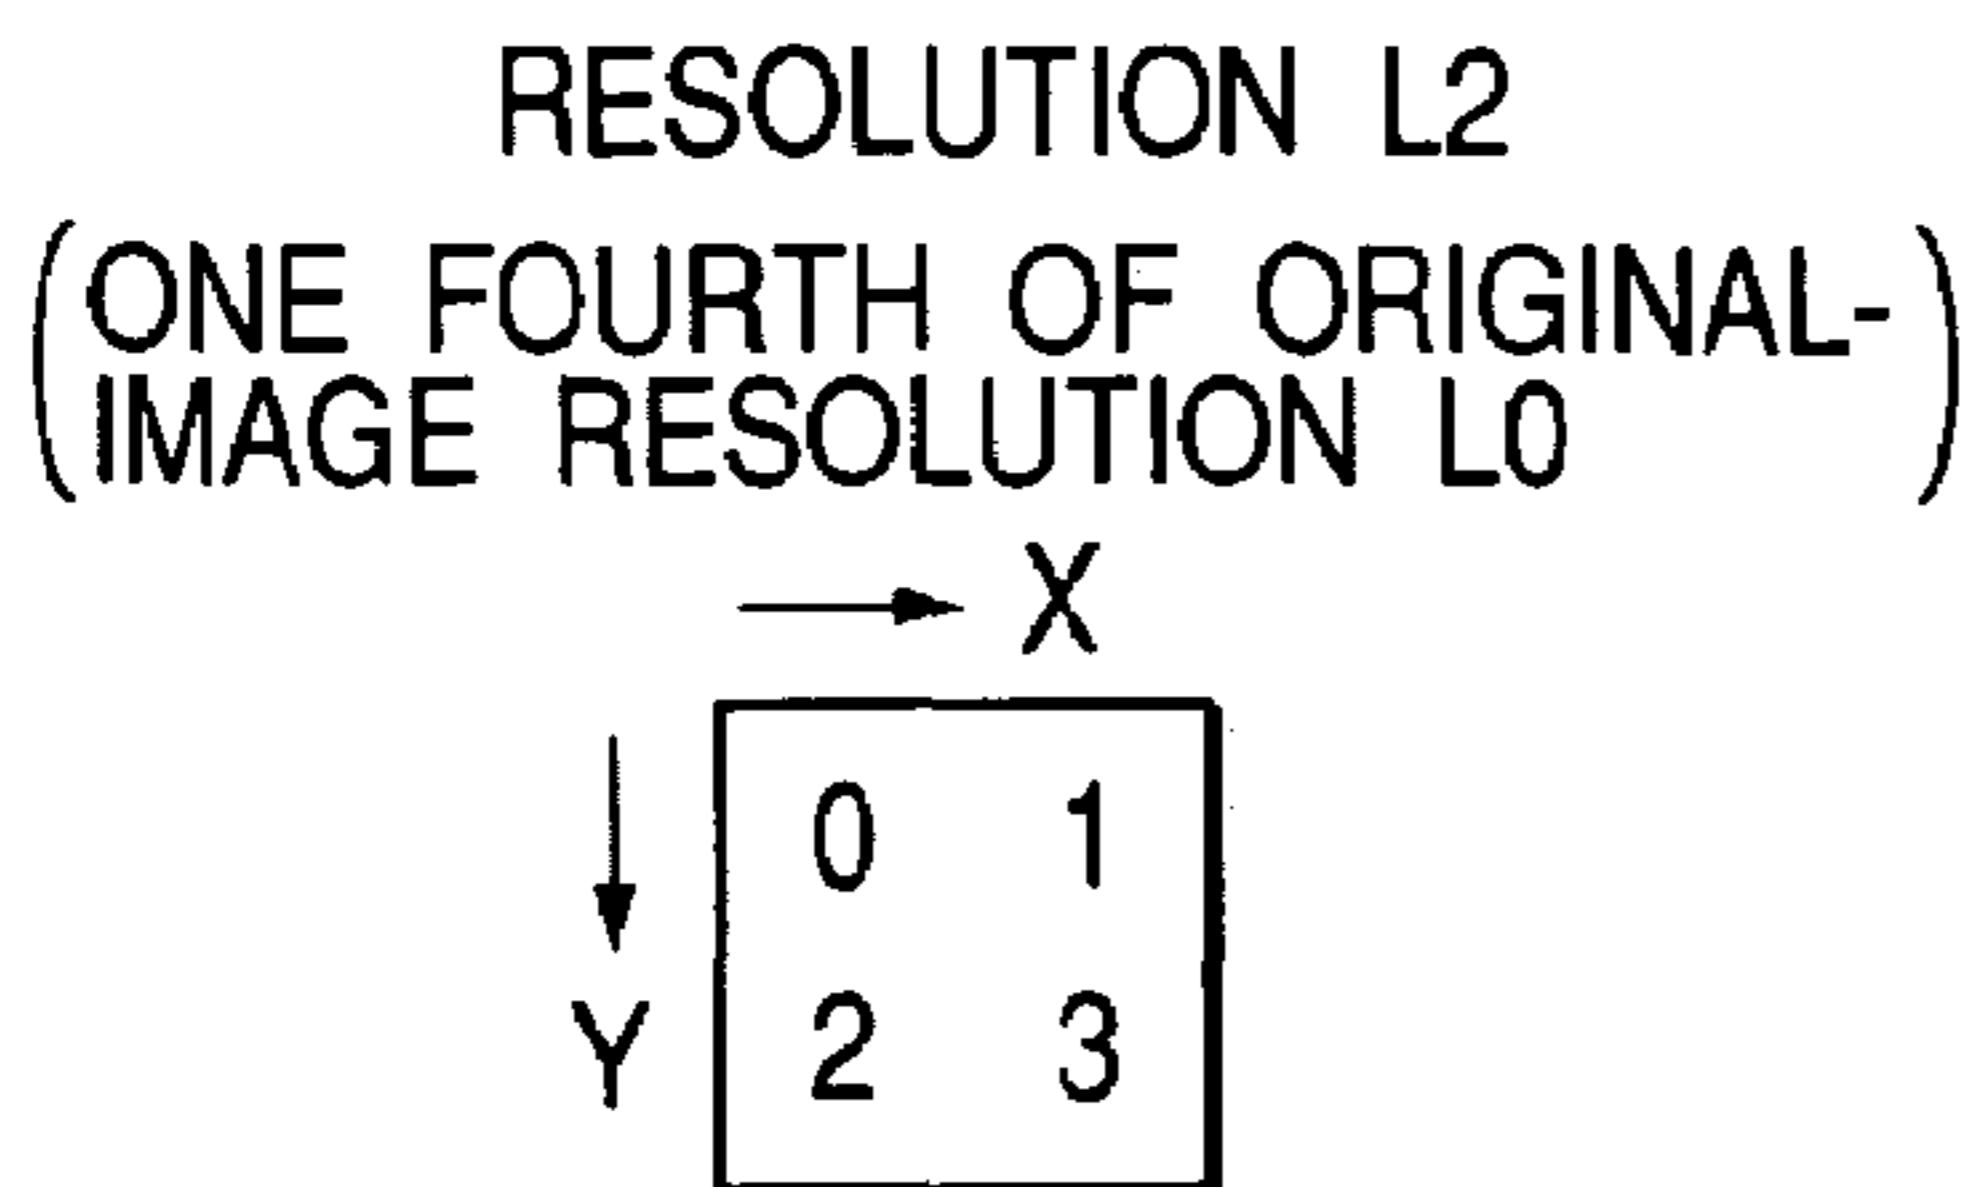 RESOLUTION L2
(ONE FOURTH OF ORIGINAL-
IMAGE RESOLUTION L0)
X
0 1
Y
2 3